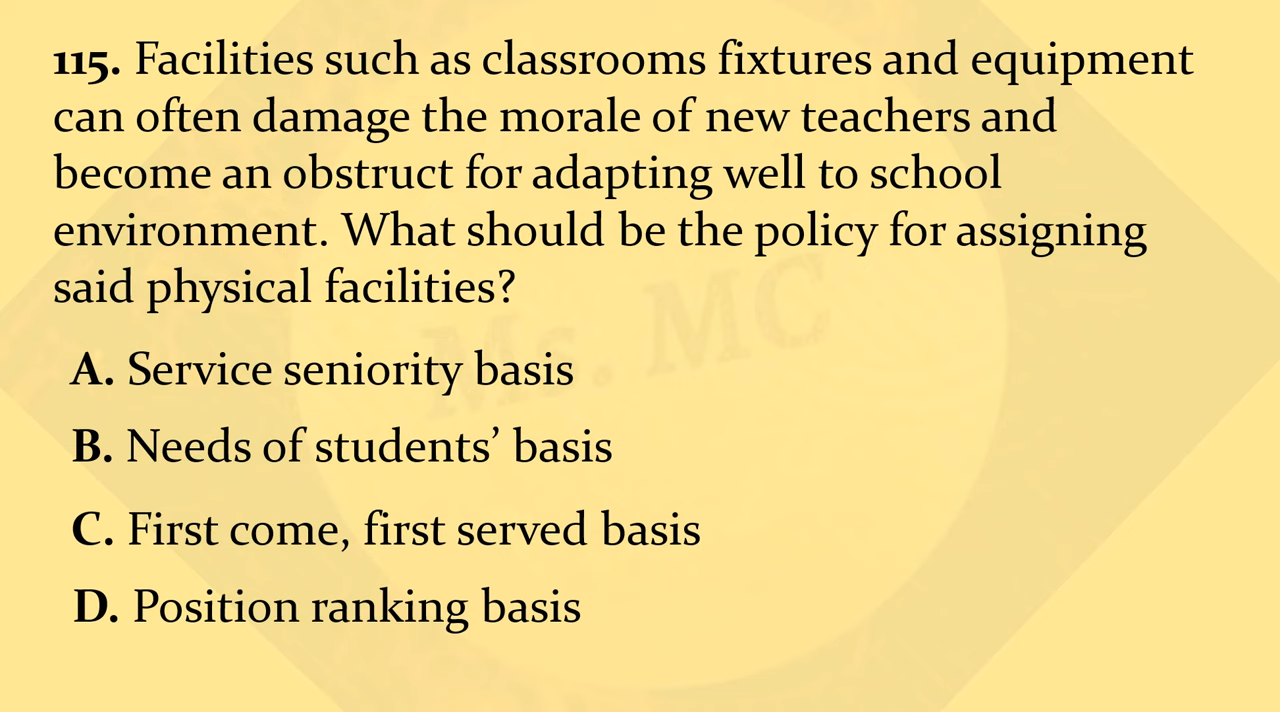 115. Facilities such as classrooms fixtures and equipment
can often damage the morale of new teachers and
become an obstruct for adapting well to school
environment. What should be the policy for assigning
said physical facilities?
Ms. MC
A. Service seniority basis
B. Needs of students’ basis
C. First come, first served basis
D. Position ranking basis